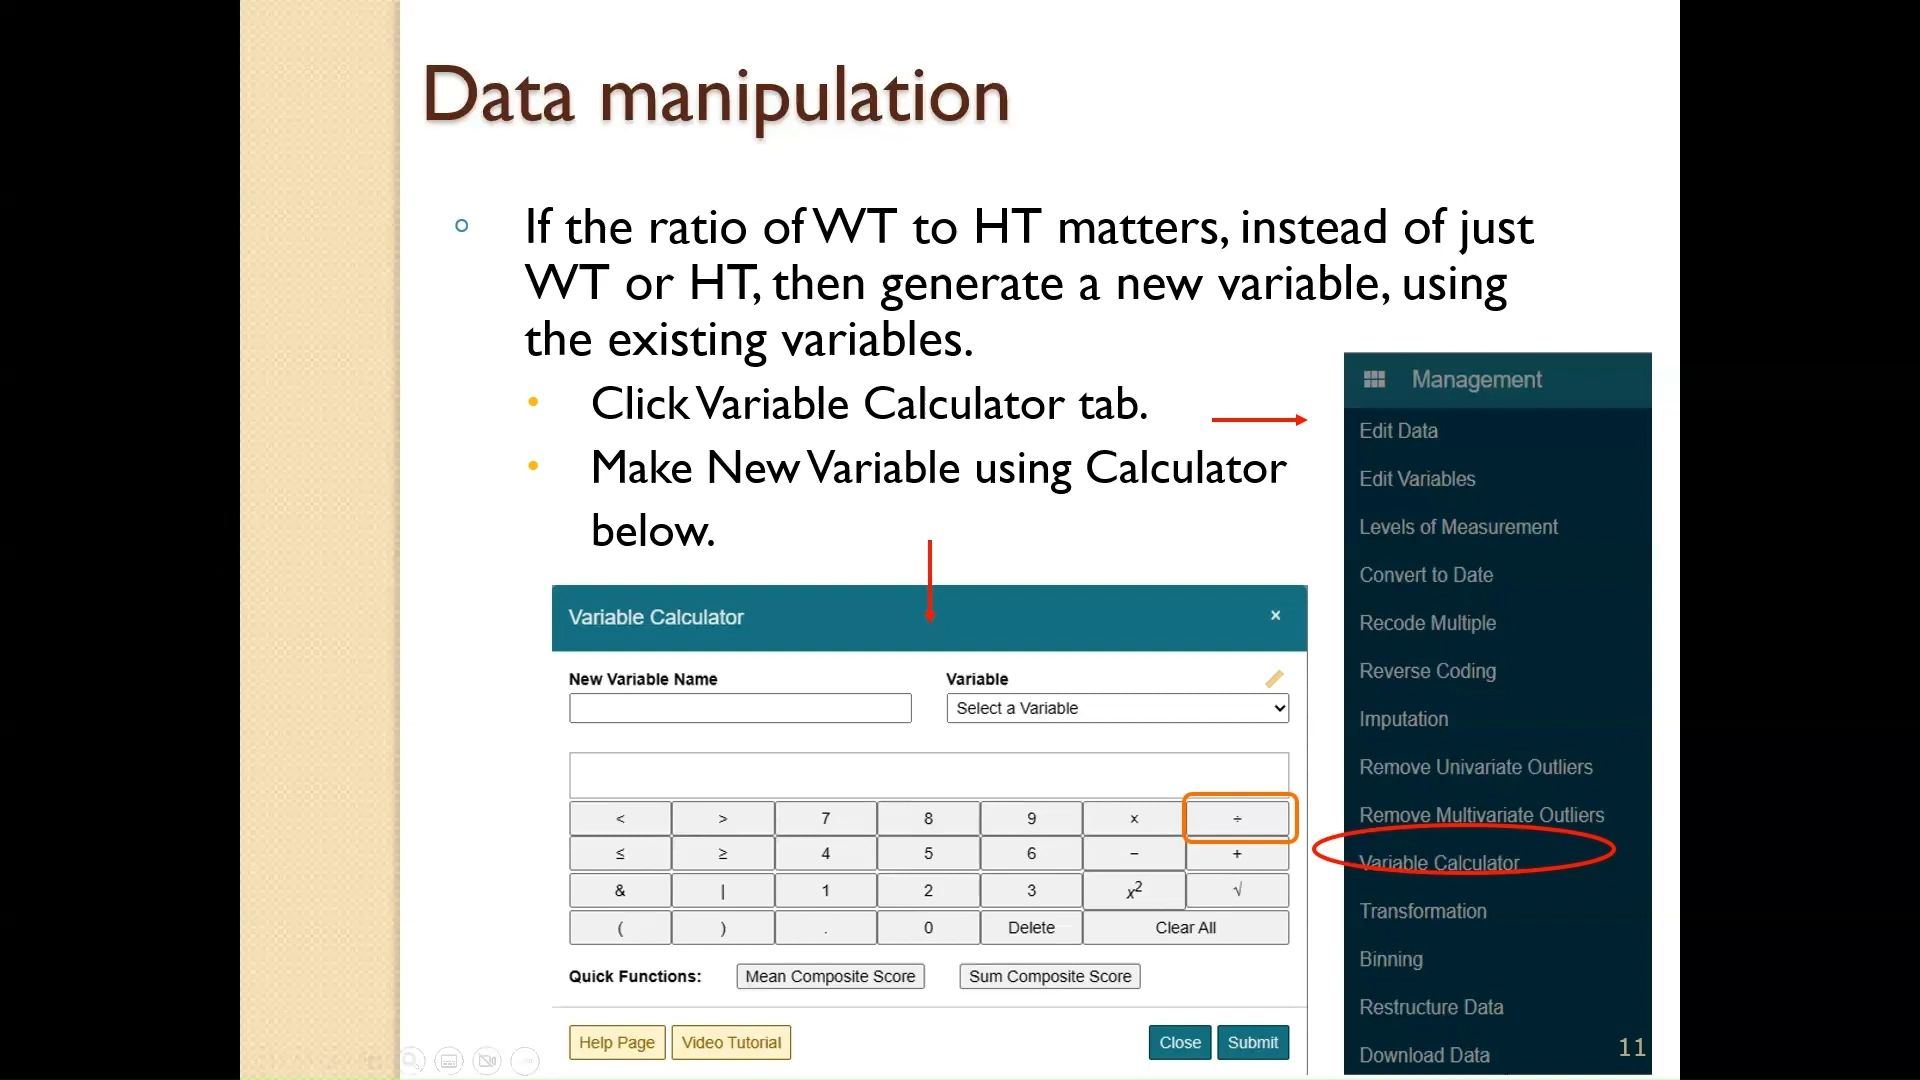 Data manipulation
If the ratio of WT to HT matters, instead of just
WT or HT, then generate a new variable, using
the existing variables.
Click Variable Calculator tab.
Make New Variable using Calculator
below.
Variable Calculator ×
New Variable Name Variable
Select a Variable
< > 7 8 9 × ÷
≤ ≥ 4 5 6 − +
& | 1 2 3 x² √
( ) . 0 Delete Clear All
Quick Functions: Mean Composite Score Sum Composite Score
Help Page Video Tutorial Close Submit
Management
Edit Data
Edit Variables
Levels of Measurement
Convert to Date
Recode Multiple
Reverse Coding
Imputation
Remove Univariate Outliers
Remove Multivariate Outliers
Variable Calculator
Transformation
Binning
Restructure Data
Download Data
11